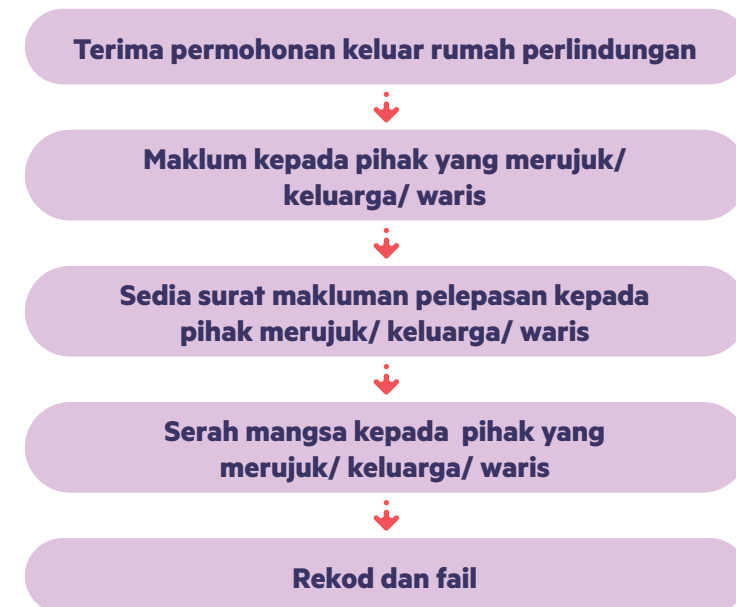 Terima permohonan keluar rumah perlindungan
Maklum kepada pihak yang merujuk/
keluarga/ waris
Sedia surat makluman pelepasan kepada
pihak merujuk/ keluarga/ waris
Serah mangsa kepada  pihak yang
merujuk/ keluarga/ waris
Rekod dan fail